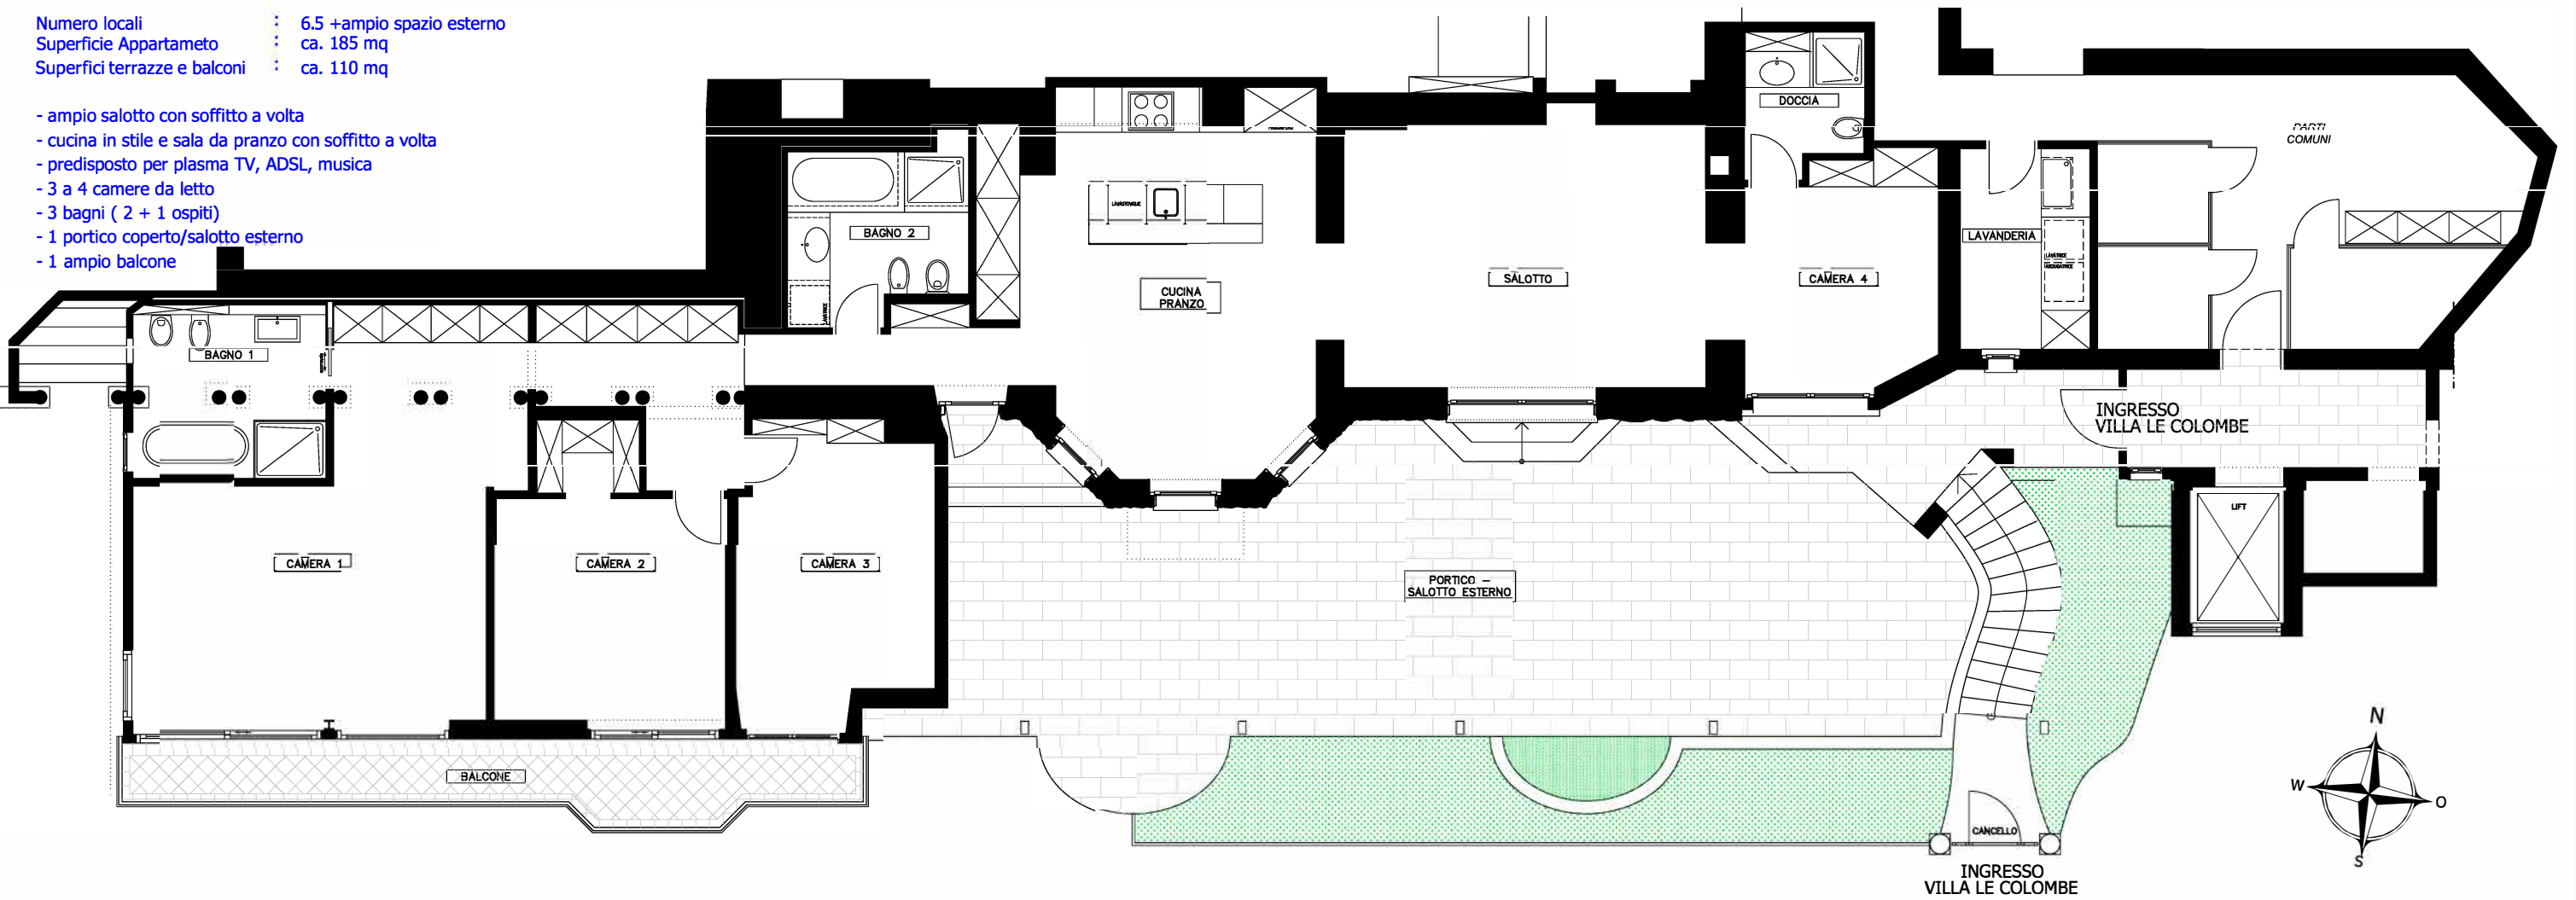 Numero locali : 6.5 +ampio spazio esterno
Superficie Appartameto : ca. 185 mq
Superfici terrazze e balconi : ca. 110 mq
- ampio salotto con soffitto a volta
- cucina in stile e sala da pranzo con soffitto a volta
- predisposto per plasma TV, ADSL, musica
- 3 a 4 camere da letto
- 3 bagni ( 2 + 1 ospiti)
- 1 portico coperto/salotto esterno
- 1 ampio balcone
DOCCIA
PARTI
COMUNI
LAVASTOVIGLIE
BAGNO 2
LAVANDERIA
LAVATRICE
ASCIUGATRICE
SALOTTO
CAMERA 4
CUCINA
PRANZO
LAVATRICE
BAGNO 1
INGRESSO
VILLA LE COLOMBE
LIFT
CAMERA 1
CAMERA 2
CAMERA 3
PORTICO –
SALOTTO ESTERNO
BALCONE
CANCELLO
INGRESSO
VILLA LE COLOMBE
N
W
O
S